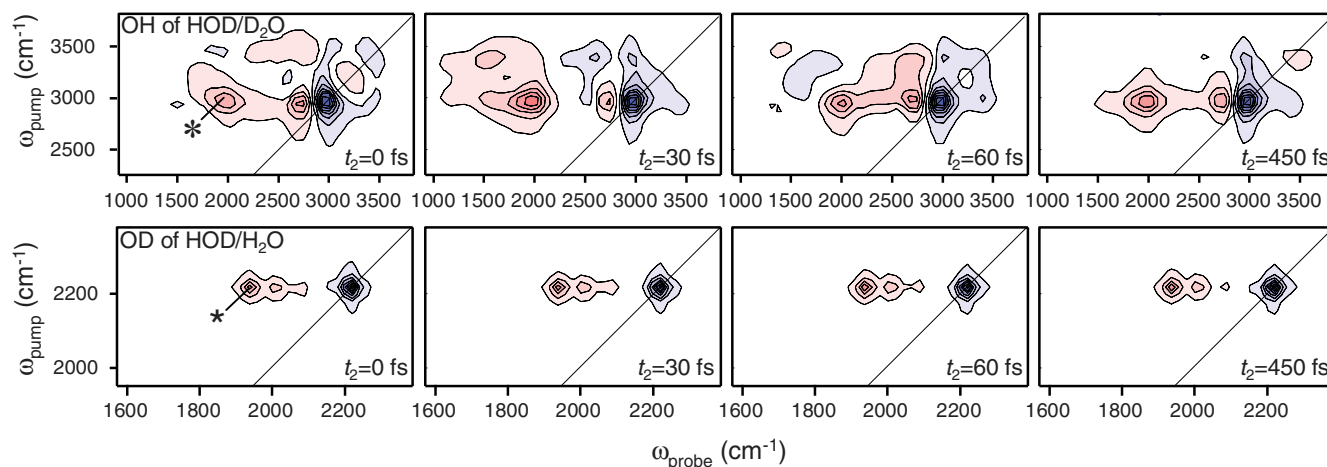 OH of HOD/D₂O
ω_pump (cm⁻¹)
3500
3000
2500
t₂=0 fs
t₂=30 fs
t₂=60 fs
t₂=450 fs
*
1000 1500 2000 2500 3000 3500
1000 1500 2000 2500 3000 3500
1000 1500 2000 2500 3000 3500
1000 1500 2000 2500 3000 3500
OD of HOD/H₂O
ω_pump (cm⁻¹)
2200
2000
t₂=0 fs
t₂=30 fs
t₂=60 fs
t₂=450 fs
*
1600 1800 2000 2200
1600 1800 2000 2200
1600 1800 2000 2200
1600 1800 2000 2200
ω_probe (cm⁻¹)